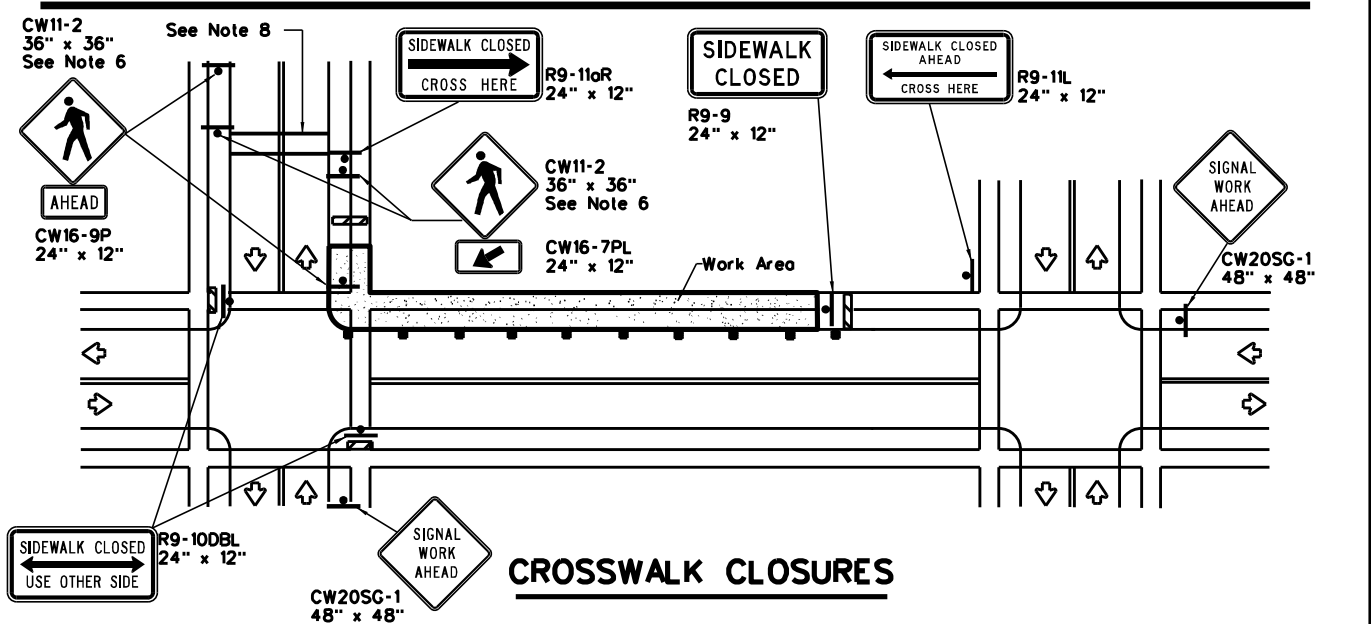 CW11-2
36" x 36"
See Note 6
See Note 8
SIDEWALK CLOSED
CROSS HERE
R9-11aR
24" x 12"
SIDEWALK
CLOSED
R9-9
24" x 12"
SIDEWALK CLOSED
AHEAD
CROSS HERE
R9-11L
24" x 12"
AHEAD
CW16-9P
24" x 12"
CW11-2
36" x 36"
See Note 6
CW16-7PL
24" x 12"
Work Area
SIGNAL
WORK
AHEAD
CW20SG-1
48" x 48"
SIDEWALK CLOSED
USE OTHER SIDE
R9-10DBL
24" x 12"
SIGNAL
WORK
AHEAD
CW20SG-1
48" x 48"
CROSSWALK CLOSURES